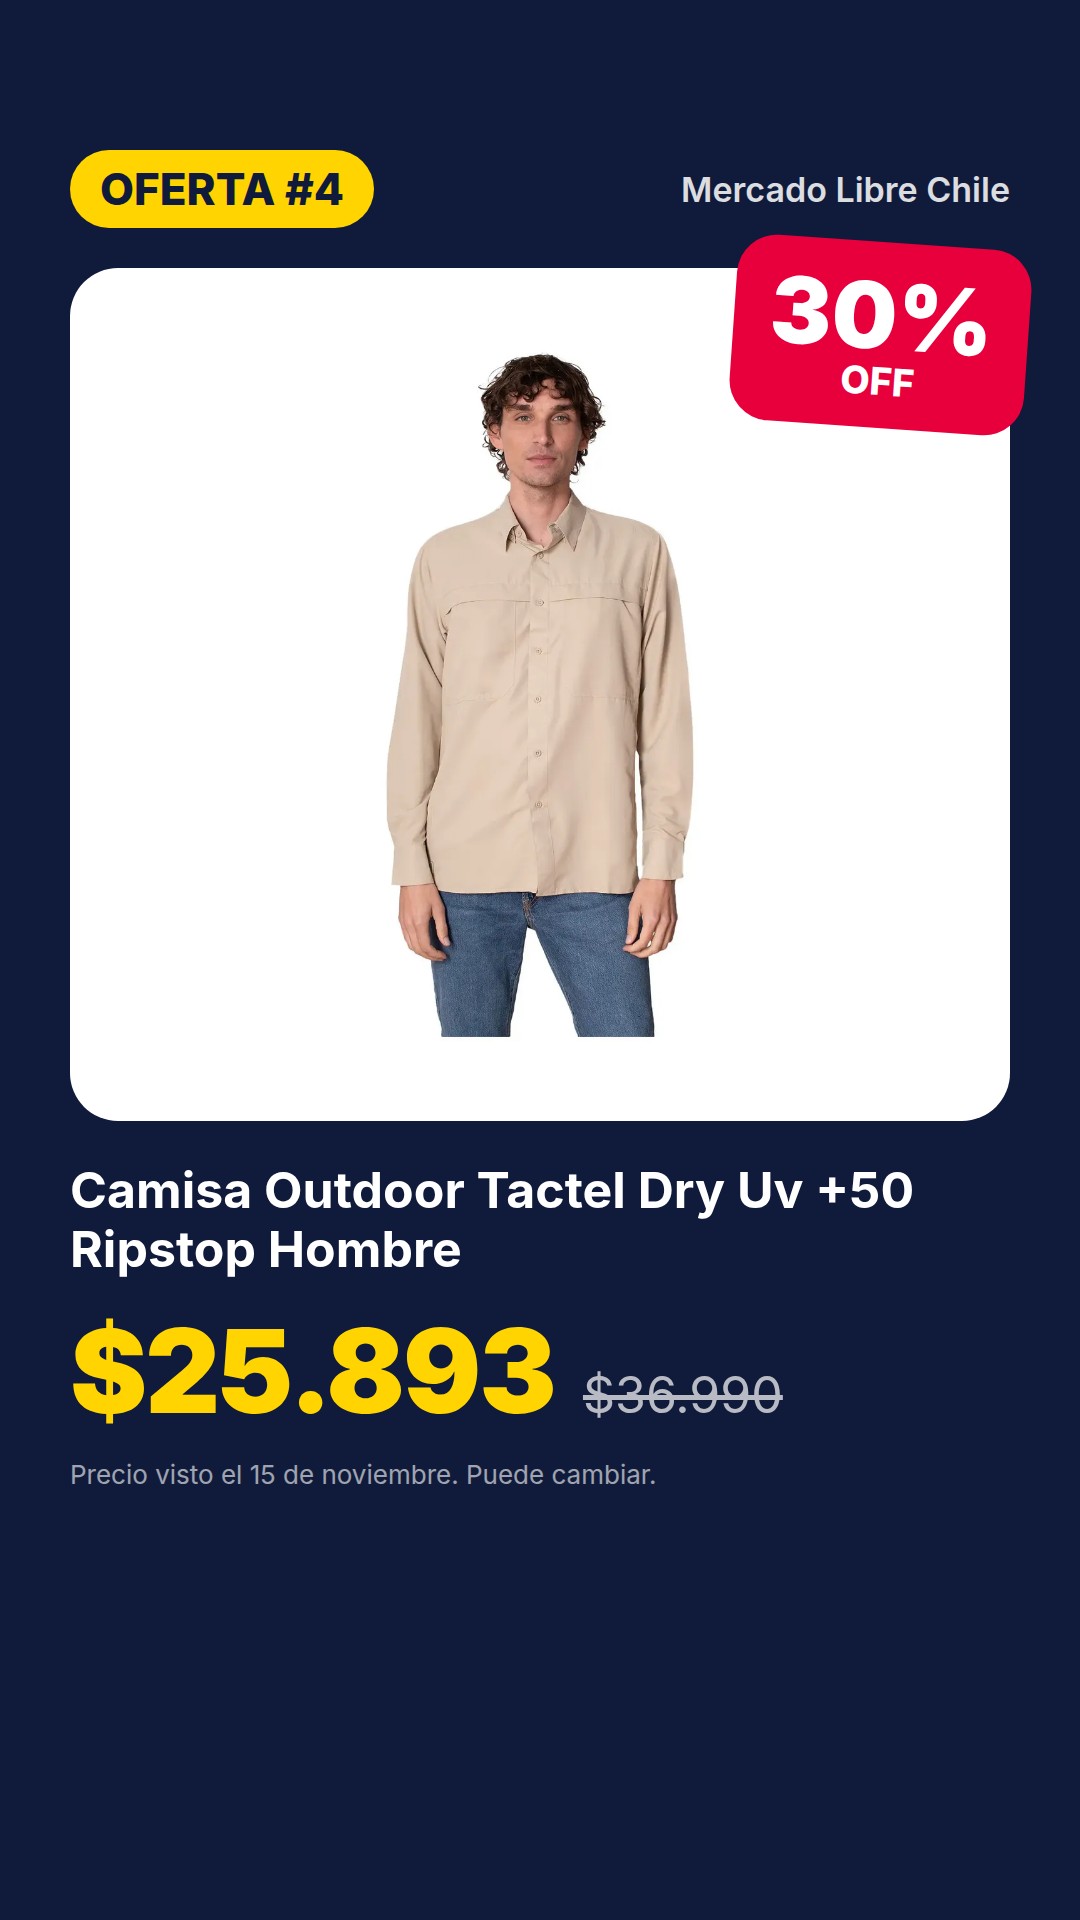 OFERTA #4
Mercado Libre Chile
30%
OFF
Camisa Outdoor Tactel Dry Uv +50
Ripstop Hombre
$25.893 $36.990
Precio visto el 15 de noviembre. Puede cambiar.